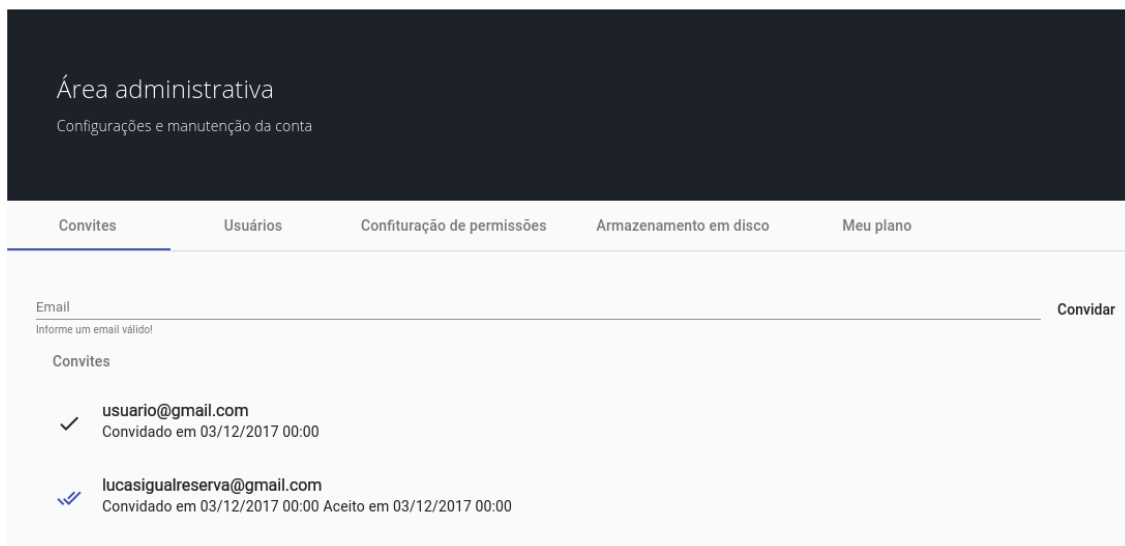 Área administrativa
Configurações e manutenção da conta
Convites Usuários Confituração de permissões Armazenamento em disco Meu plano
Email
Convidar
Informe um email válido!
Convites
usuario@gmail.com
Convidado em 03/12/2017 00:00
lucasigualreserva@gmail.com
Convidado em 03/12/2017 00:00 Aceito em 03/12/2017 00:00